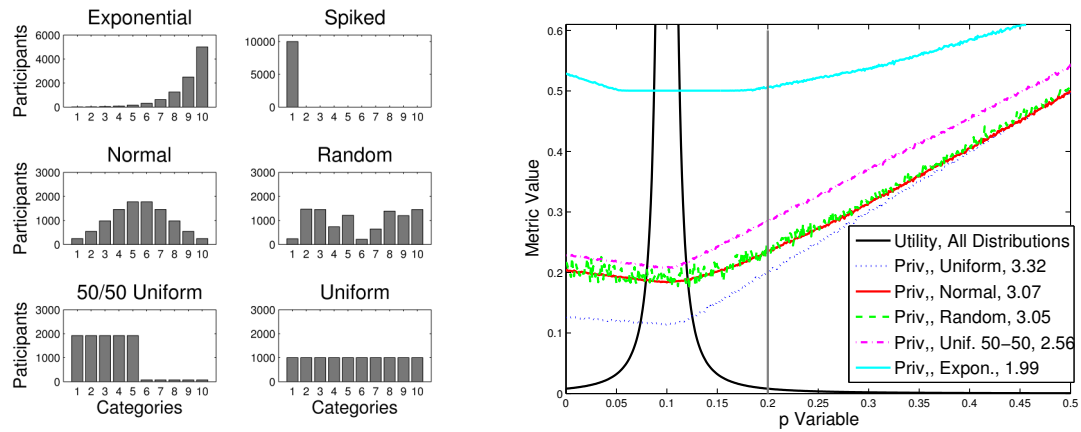 Exponential
Participants
6000
4000
2000
0
1 2 3 4 5 6 7 8 9 10
Spiked
10000
5000
0
1 2 3 4 5 6 7 8 9 10
Normal
Participants
3000
2000
1000
0
1 2 3 4 5 6 7 8 9 10
Random
3000
2000
1000
0
1 2 3 4 5 6 7 8 9 10
50/50 Uniform
Paticipants
3000
2000
1000
0
1 2 3 4 5 6 7 8 9 10
Categories
Uniform
3000
2000
1000
0
1 2 3 4 5 6 7 8 9 10
Categories
Metric Value
0.6
0.5
0.4
0.3
0.2
0.1
0
0 0.05 0.1 0.15 0.2 0.25 0.3 0.35 0.4 0.45 0.5
p Variable
Utility, All Distributions
Priv,, Uniform, 3.32
Priv,, Normal, 3.07
Priv,, Random, 3.05
Priv,, Unif. 50-50, 2.56
Priv,, Expon., 1.99